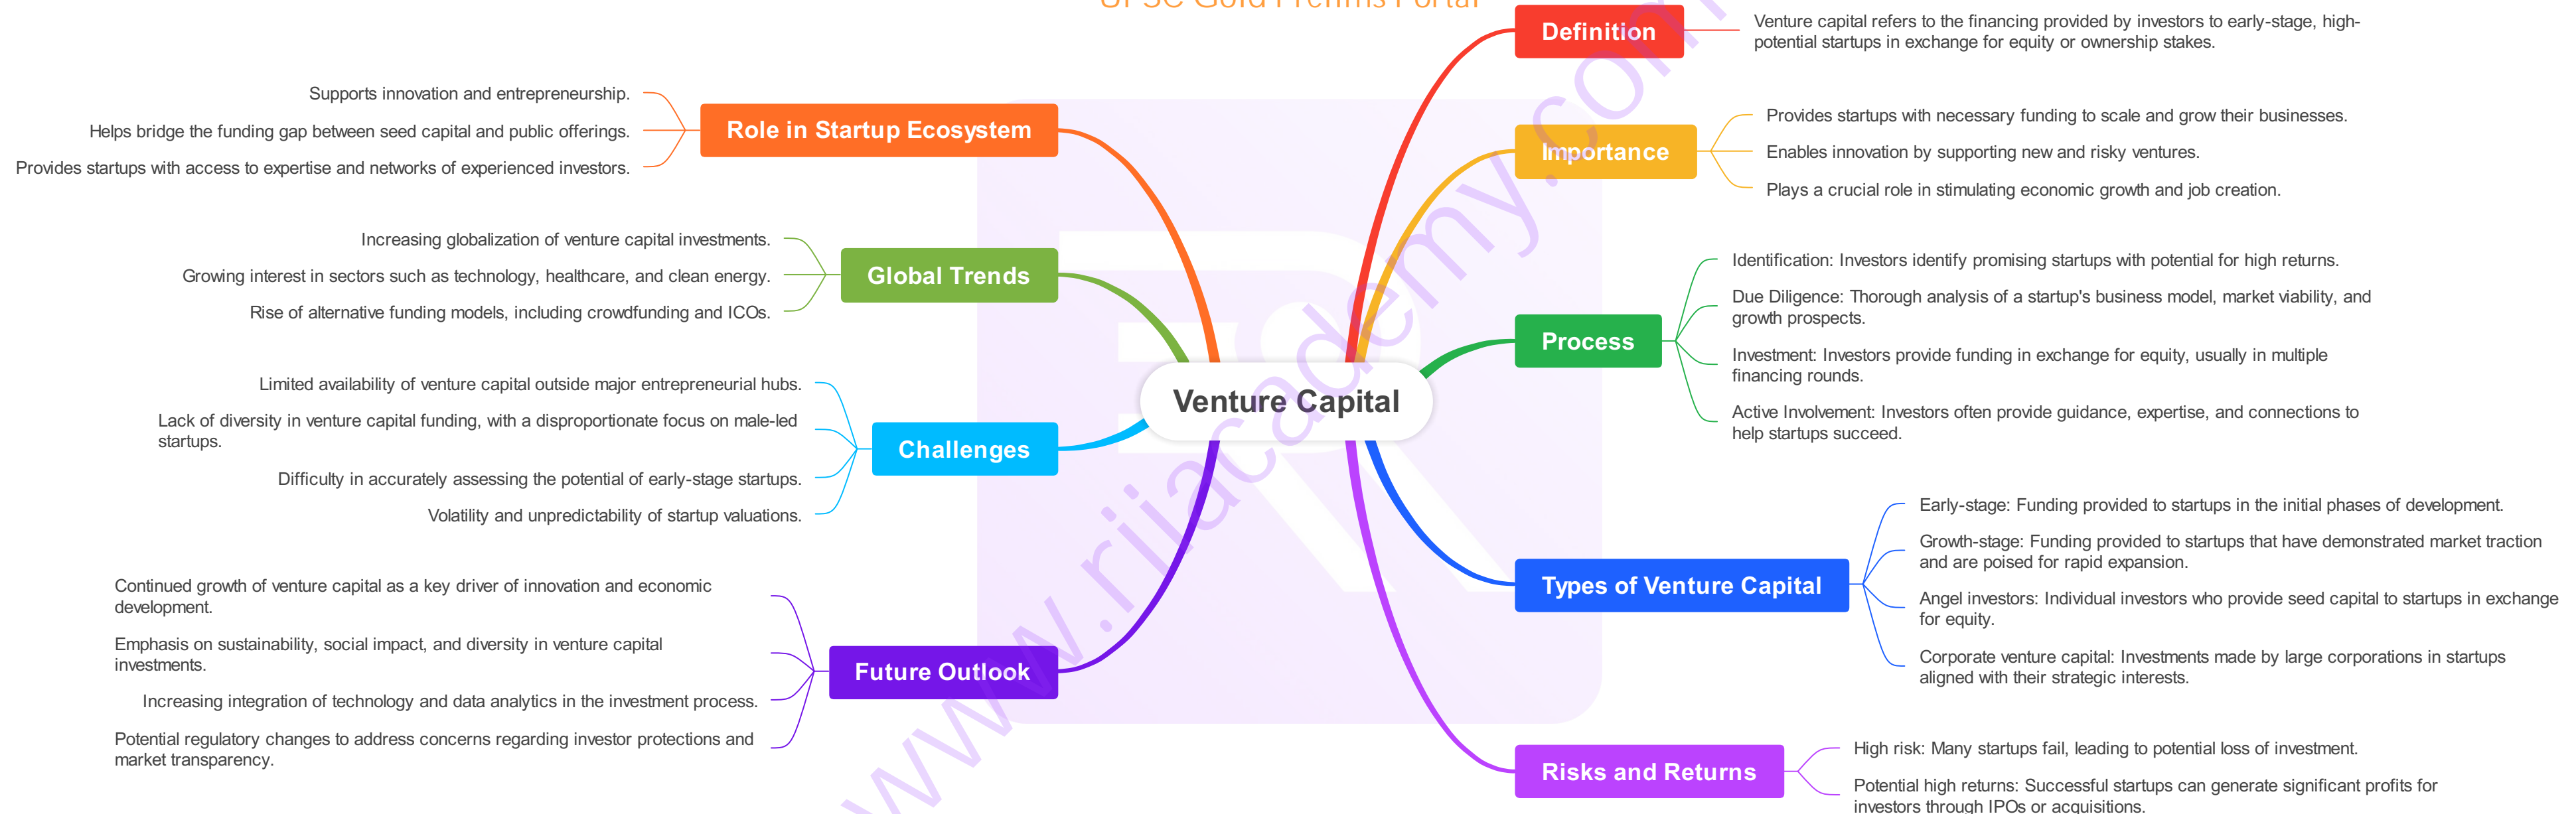 UPSC Gold Prelims Portal
Venture Capital
Definition
Venture capital refers to the financing provided by investors to early-stage, high-
potential startups in exchange for equity or ownership stakes.
Importance
Provides startups with necessary funding to scale and grow their businesses.
Enables innovation by supporting new and risky ventures.
Plays a crucial role in stimulating economic growth and job creation.
Process
Identification: Investors identify promising startups with potential for high returns.
Due Diligence: Thorough analysis of a startup's business model, market viability, and
growth prospects.
Investment: Investors provide funding in exchange for equity, usually in multiple
financing rounds.
Active Involvement: Investors often provide guidance, expertise, and connections to
help startups succeed.
Types of Venture Capital
Early-stage: Funding provided to startups in the initial phases of development.
Growth-stage: Funding provided to startups that have demonstrated market traction
and are poised for rapid expansion.
Angel investors: Individual investors who provide seed capital to startups in exchange
for equity.
Corporate venture capital: Investments made by large corporations in startups
aligned with their strategic interests.
Risks and Returns
High risk: Many startups fail, leading to potential loss of investment.
Potential high returns: Successful startups can generate significant profits for
investors through IPOs or acquisitions.
Role in Startup Ecosystem
Supports innovation and entrepreneurship.
Helps bridge the funding gap between seed capital and public offerings.
Provides startups with access to expertise and networks of experienced investors.
Global Trends
Increasing globalization of venture capital investments.
Growing interest in sectors such as technology, healthcare, and clean energy.
Rise of alternative funding models, including crowdfunding and ICOs.
Challenges
Limited availability of venture capital outside major entrepreneurial hubs.
Lack of diversity in venture capital funding, with a disproportionate focus on male-led
startups.
Difficulty in accurately assessing the potential of early-stage startups.
Volatility and unpredictability of startup valuations.
Future Outlook
Continued growth of venture capital as a key driver of innovation and economic
development.
Emphasis on sustainability, social impact, and diversity in venture capital
investments.
Increasing integration of technology and data analytics in the investment process.
Potential regulatory changes to address concerns regarding investor protections and
market transparency.
www.rijacademy.com